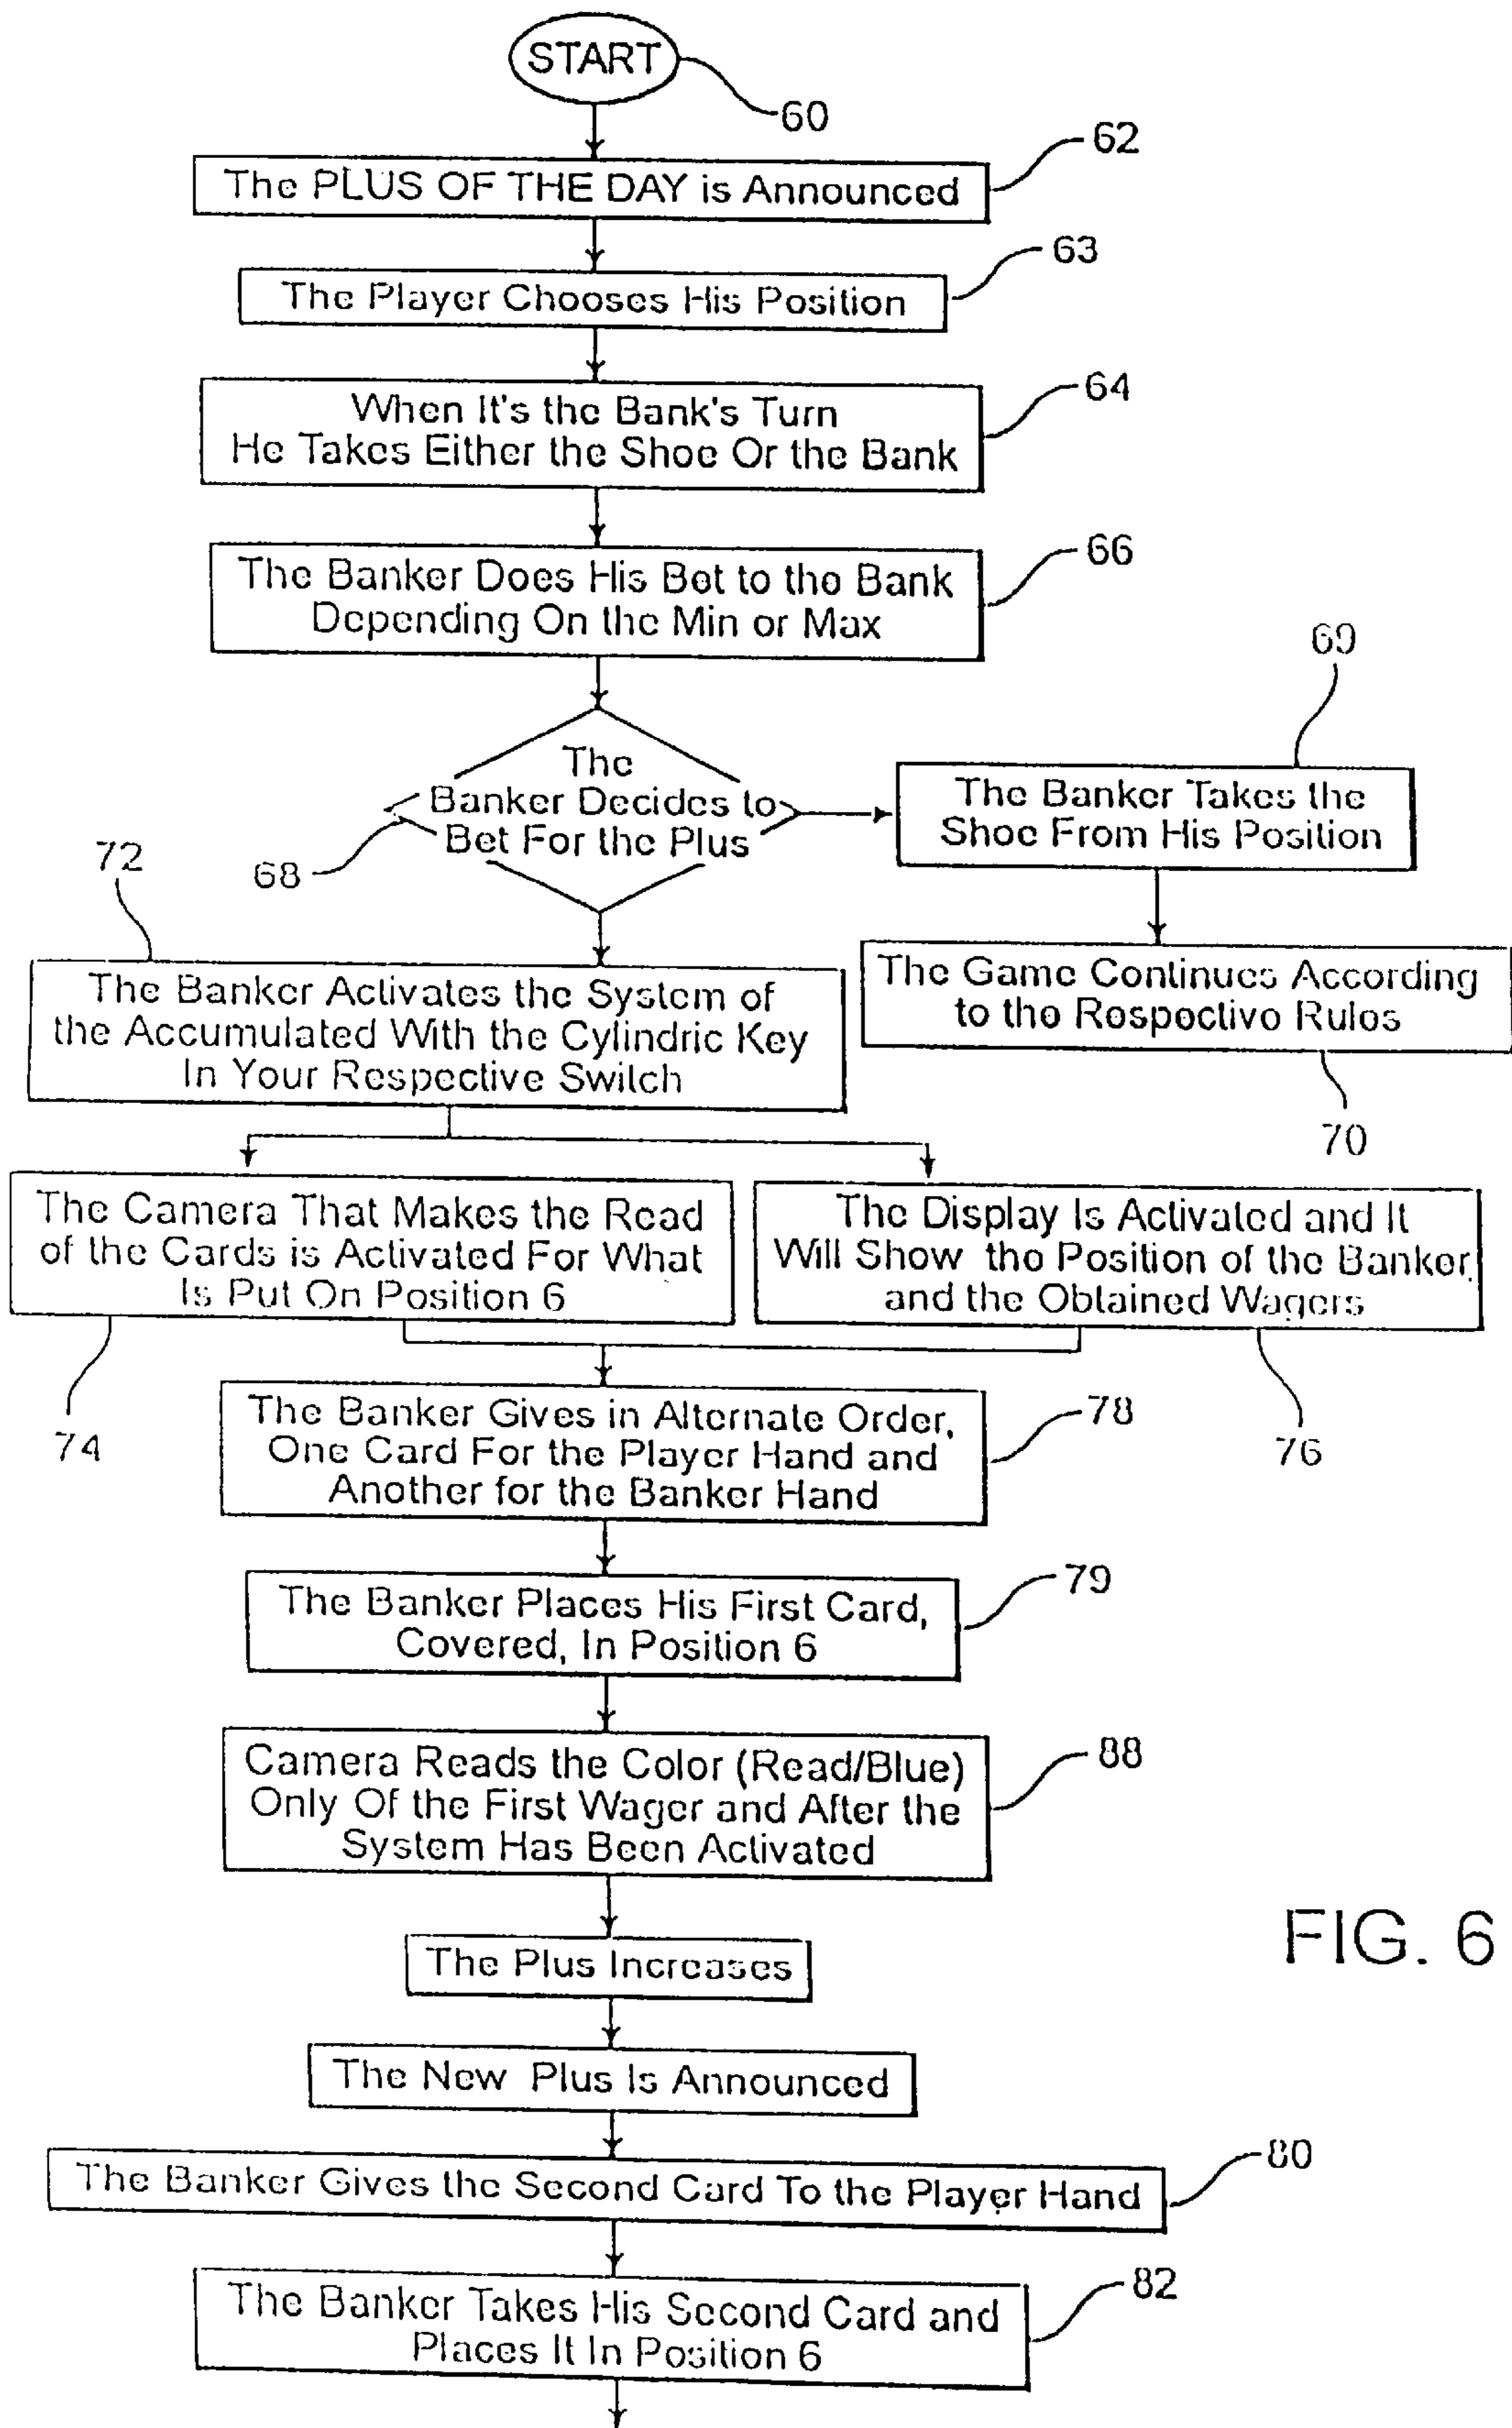 START
60
The PLUS OF THE DAY is Announced
62
The Player Chooses His Position
63
When It's the Bank's Turn
He Takes Either the Shoe Or the Bank
64
The Banker Does His Bet to the Bank
Depending On the Min or Max
66
The
Banker Decides to
Bet For the Plus
68
69
The Banker Takes the
Shoe From His Position
The Game Continues According
to the Respective Rules
70
72
The Banker Activates the System of
the Accumulated With the Cylindric Key
In Your Respective Switch
The Camera That Makes the Read
of the Cards is Activated For What
Is Put On Position 6
74
The Display Is Activated and It
Will Show the Position of the Banker
and the Obtained Wagers
76
The Banker Gives in Alternate Order,
One Card For the Player Hand and
Another for the Banker Hand
78
The Banker Places His First Card,
Covered, In Position 6
79
Camera Reads the Color (Read/Blue)
Only Of the First Wager and After the
System Has Been Activated
88
The Plus Increases
FIG. 6
The New Plus Is Announced
The Banker Gives the Second Card To the Player Hand
80
The Banker Takes His Second Card and
Places It In Position 6
82